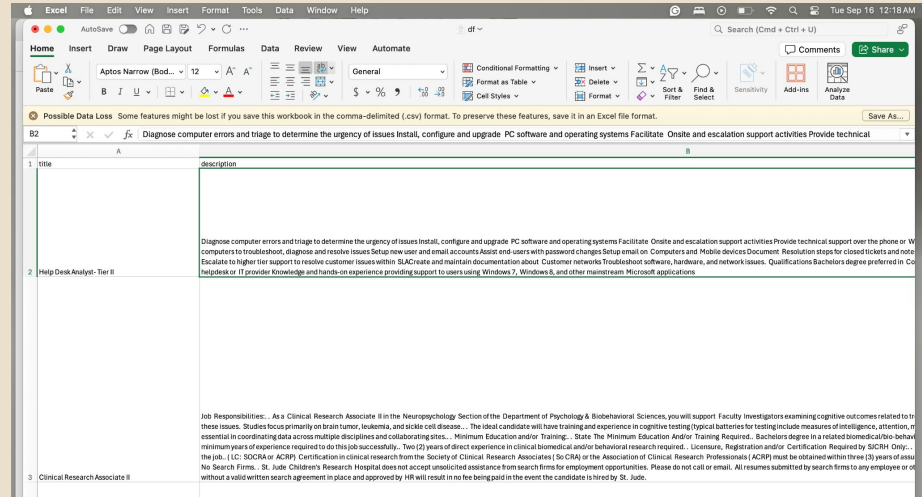 Excel File Edit View Insert Format Tools Data Window Help Tue Sep 16 12:18 AM
AutoSave df Search (Cmd + Ctrl + U)
Home Insert Draw Page Layout Formulas Data Review View Automate Comments Share
Paste Aptos Narrow (Bod... 12 A^ Aˇ General Conditional Formatting Insert Sort & Find & Sensitivity Add-ins Analyze
Format as Table Delete Filter Select Data
B I U A $ % Cell Styles Format
Possible Data Loss Some features might be lost if you save this workbook in the comma-delimited (.csv) format. To preserve these features, save it in an Excel file format. Save As...
B2 fx Diagnose computer errors and triage to determine the urgency of issues Install, configure and upgrade PC software and operating systems Facilitate Onsite and escalation support activities Provide technical
A B
1 title description
Diagnose computer errors and triage to determine the urgency of issues Install, configure and upgrade PC software and operating systems Facilitate Onsite and escalation support activities Provide technical support over the phone or W
computers to troubleshoot, diagnose and resolve issues Setup new user and email accounts Assist end-users with password changes Setup email on Computers and Mobile devices Document Resolution steps for closed tickets and note
Escalate to higher tier support to resolve customer issues within SLACreate and maintain documentation about Customer networks Troubleshoot software, hardware, and network issues. Qualifications Bachelors degree preferred in Co
2 Help Desk Analyst- Tier II helpdesk or IT provider Knowledge and hands-on experience providing support to users using Windows 7, Windows 8, and other mainstream Microsoft applications
Job Responsibilities:. . As a Clinical Research Associate II in the Neuropsychology Section of the Department of Psychology & Biobehavioral Sciences, you will support Faculty Investigators examining cognitive outcomes related to tr
these issues. Studies focus primarily on brain tumor, leukemia, and sickle cell disease.. . The ideal candidate will have training and experience in cognitive testing (typical batteries for testing include measures of intelligence, attention, m
essential in coordinating data across multiple disciplines and collaborating sites.. . Minimum Education and/or Training:. . State The Minimum Education And/or Training Required.. . Bachelors degree in a related biomedical/bio-behavi
minimum years of experience required to do this job successfully.. . Two (2) years of direct experience in clinical biomedical and/or behavioral research required.. . Licensure, Registration and/or Certification Required by SJCRH Only:. .
the job.. ( LC: SOCRA or ACRP) Certification in clinical research from the Society of Clinical Research Associates ( So CRA) or the Association of Clinical Research Professionals ( ACRP) must be obtained within three (3) years of assu
No Search Firms. . St. Jude Children's Research Hospital does not accept unsolicited assistance from search firms for employment opportunities. Please do not call or email. All resumes submitted by search firms to any employee or ot
3 Clinical Research Associate II without a valid written search agreement in place and approved by HR will result in no fee being paid in the event the candidate is hired by St. Jude.